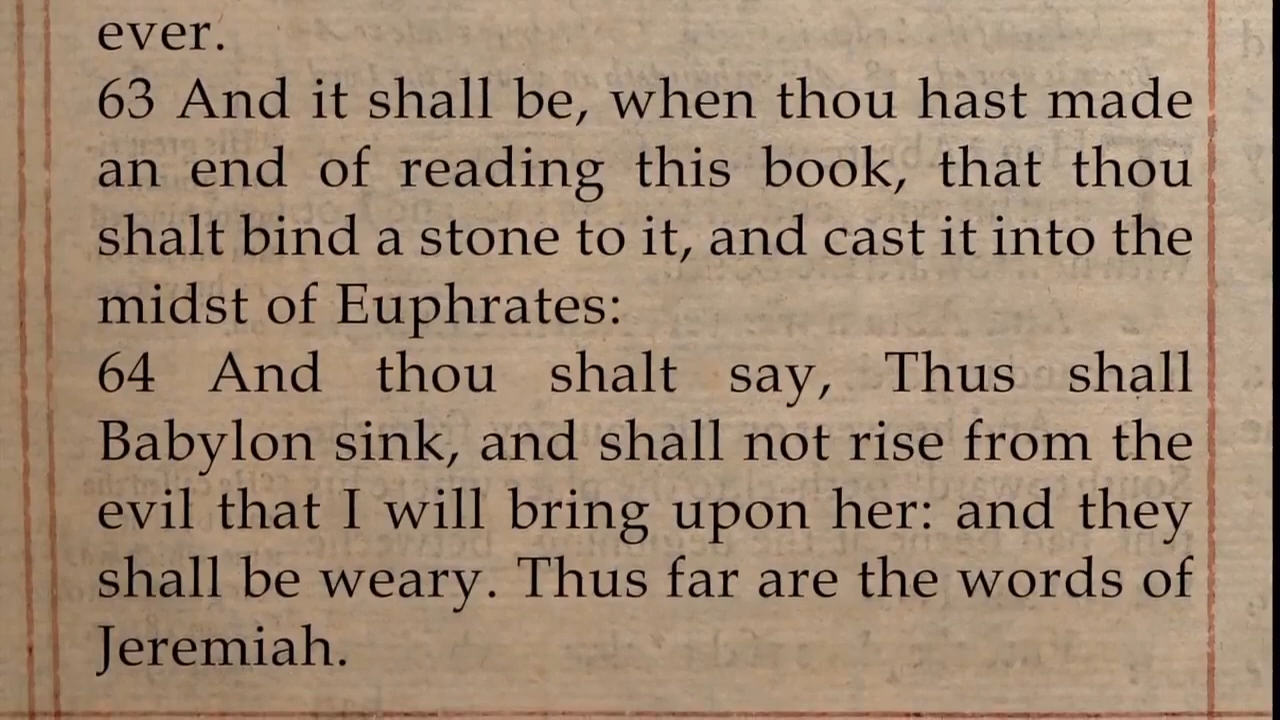 ever.
63 And it shall be, when thou hast made
an end of reading this book, that thou
shalt bind a stone to it, and cast it into the
midst of Euphrates:
64 And thou shalt say, Thus shall
Babylon sink, and shall not rise from the
evil that I will bring upon her: and they
shall be weary. Thus far are the words of
Jeremiah.